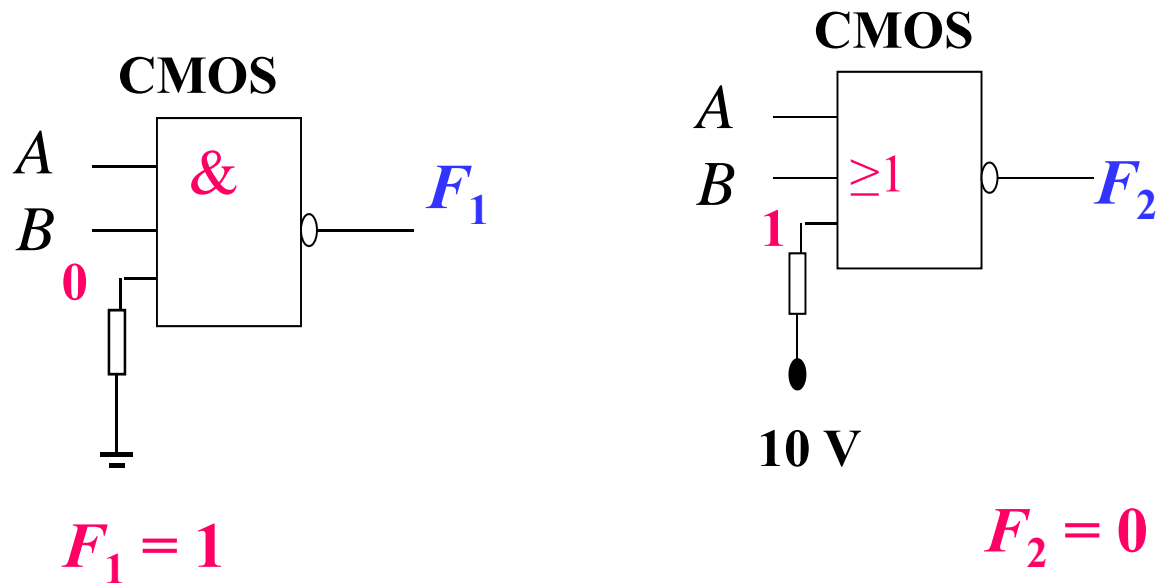 CMOS
A
B
0
&
F₁
F₁ = 1
CMOS
A
B
1
≥1
F₂
10 V
F₂ = 0